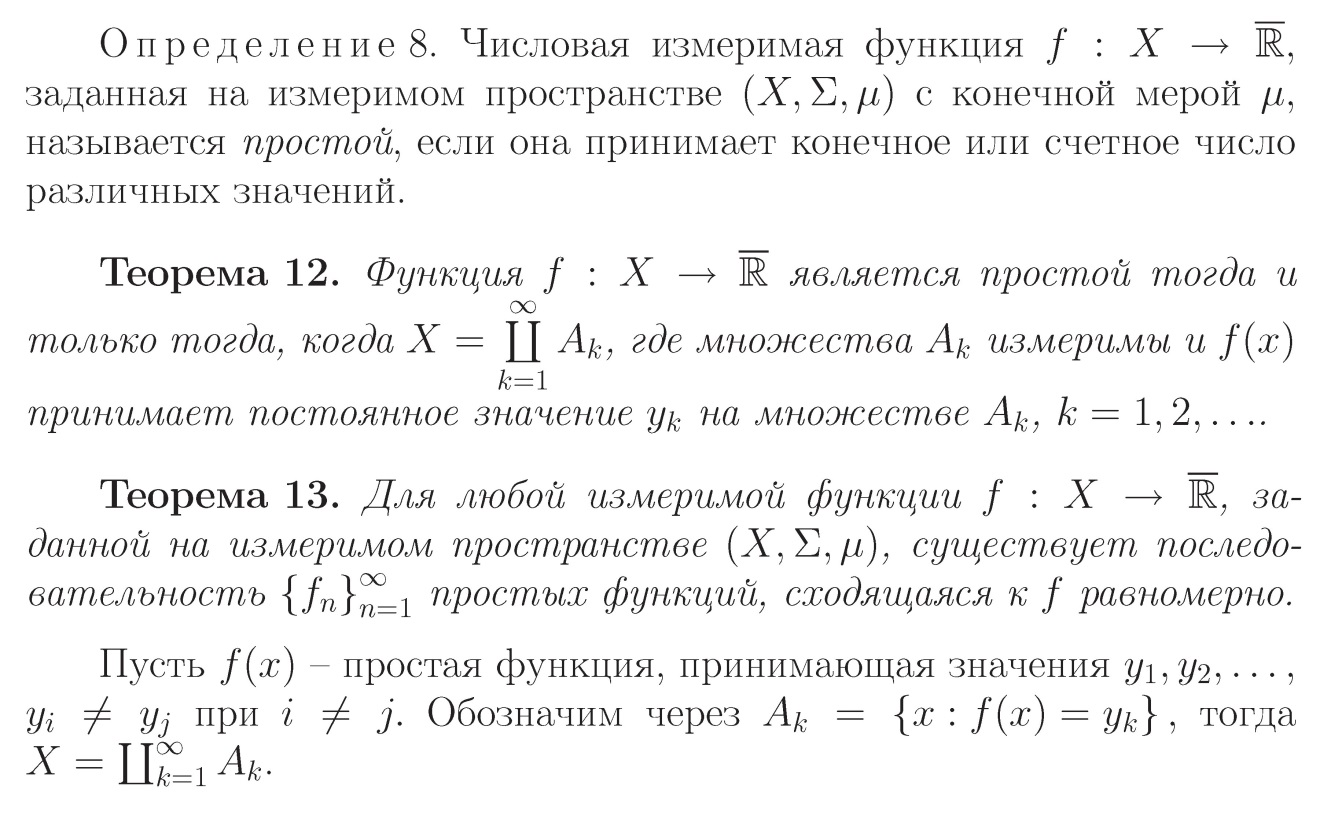 Определение 8. Числовая измеримая функция f : X → ℝ̅,
заданная на измеримом пространстве (X, Σ, μ) с конечной мерой μ,
называется простой, если она принимает конечное или счетное число
различных значений.
Теорема 12. Функция f : X → ℝ̅ является простой тогда и
только тогда, когда X = ∐_{k=1}^{∞} A_k, где множества A_k измеримы и f(x)
принимает постоянное значение y_k на множестве A_k, k = 1, 2, ….
Теорема 13. Для любой измеримой функции f : X → ℝ̅, за-
данной на измеримом пространстве (X, Σ, μ), существует последо-
вательность {f_n}_{n=1}^{∞} простых функций, сходящаяся к f равномерно.
Пусть f(x) – простая функция, принимающая значения y_1, y_2, …,
y_i ≠ y_j при i ≠ j. Обозначим через A_k = {x : f(x) = y_k}, тогда
X = ∐_{k=1}^{∞} A_k.